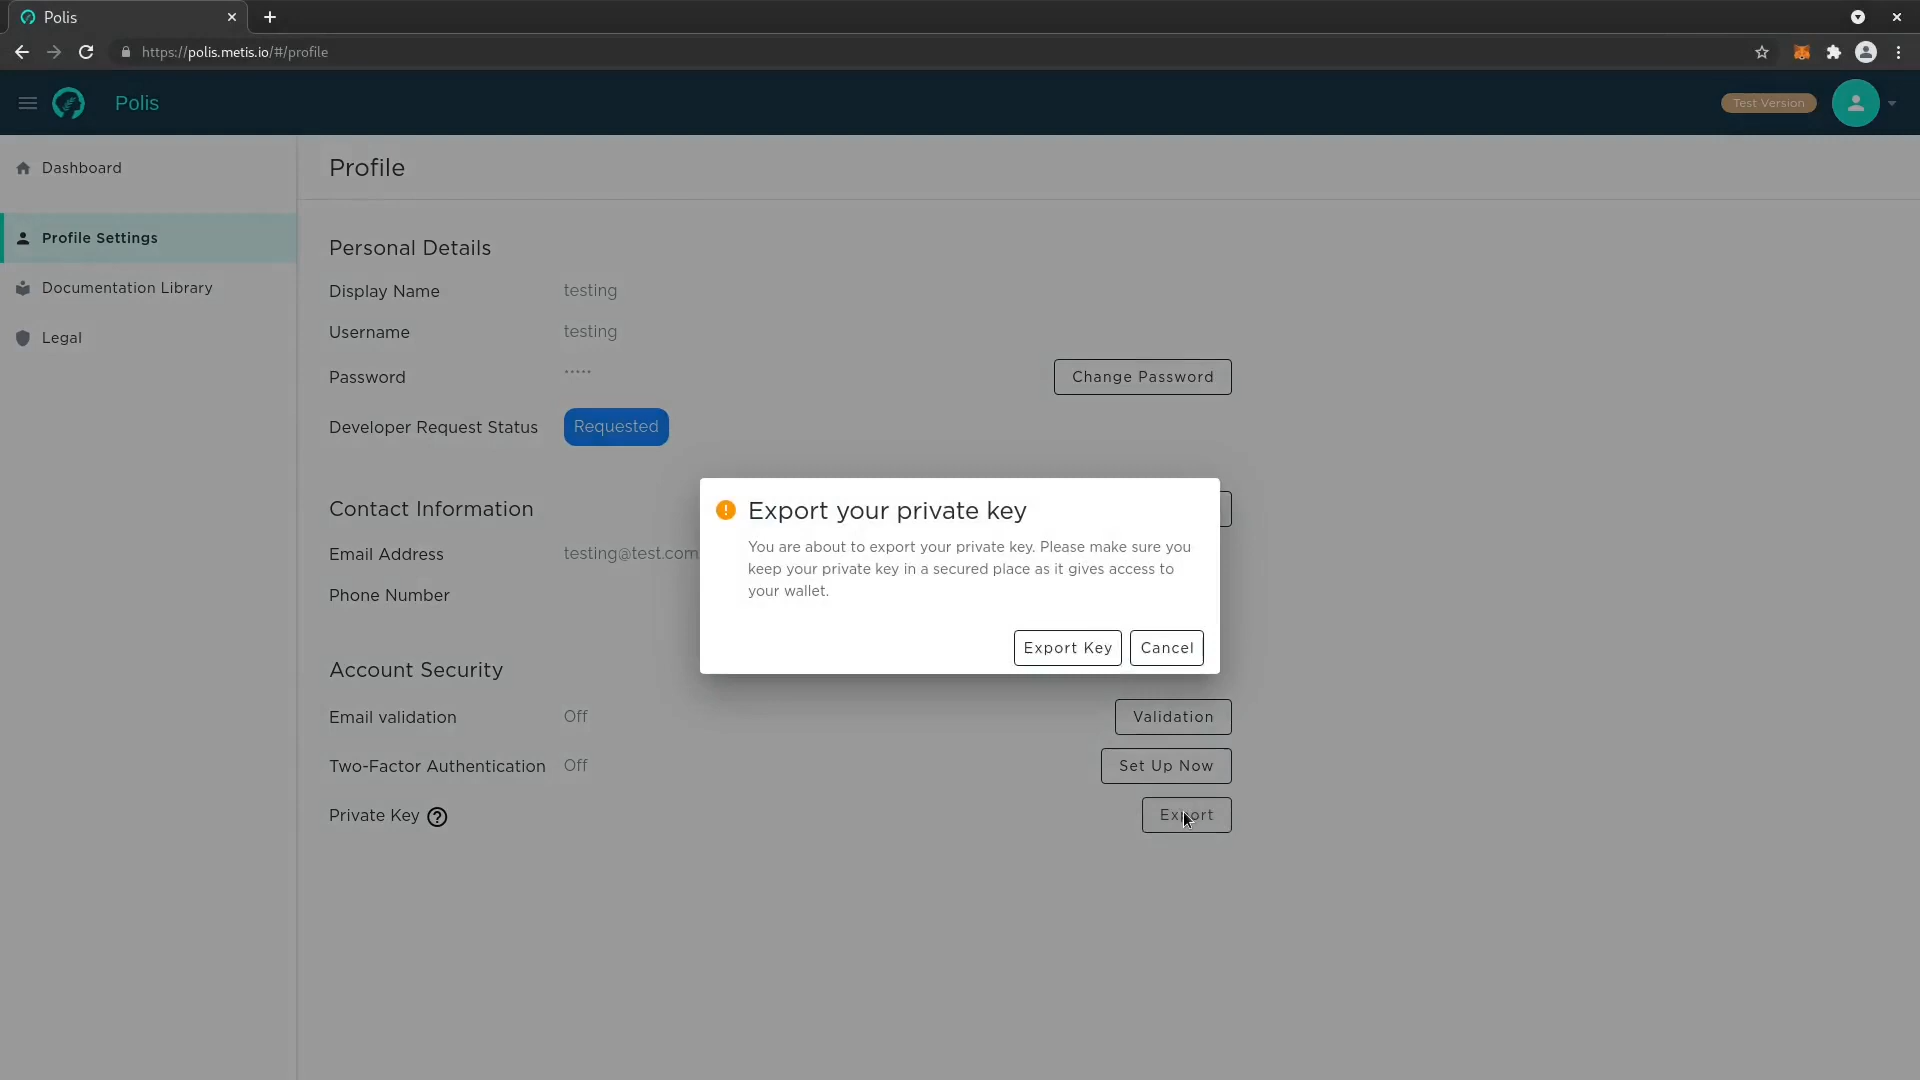 Polis
https://polis.metis.io/#/profile
Polis
Test Version
Dashboard
Profile Settings
Documentation Library
Legal
Profile
Personal Details
Display Name testing
Username testing
Password ·····
Change Password
Developer Request Status Requested
Contact Information
Email Address testing@test.com
Phone Number
Export your private key
You are about to export your private key. Please make sure you
keep your private key in a secured place as it gives access to
your wallet.
Export Key Cancel
Account Security
Email validation Off Validation
Two-Factor Authentication Off Set Up Now
Private Key ? Export